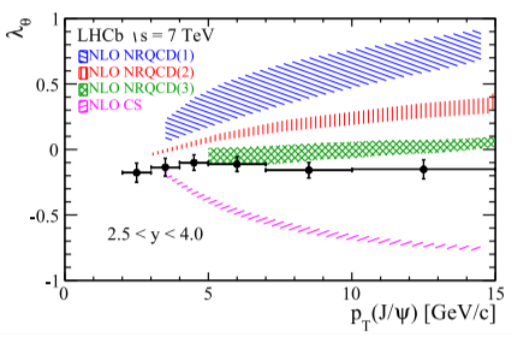 λθ
1
LHCb √s = 7 TeV
NLO NRQCD(1)
0.5
NLO NRQCD(2)
NLO NRQCD(3)
NLO CS
0
-0.5
2.5 < y < 4.0
-1
0 5 10 15
pT(J/ψ) [GeV/c]